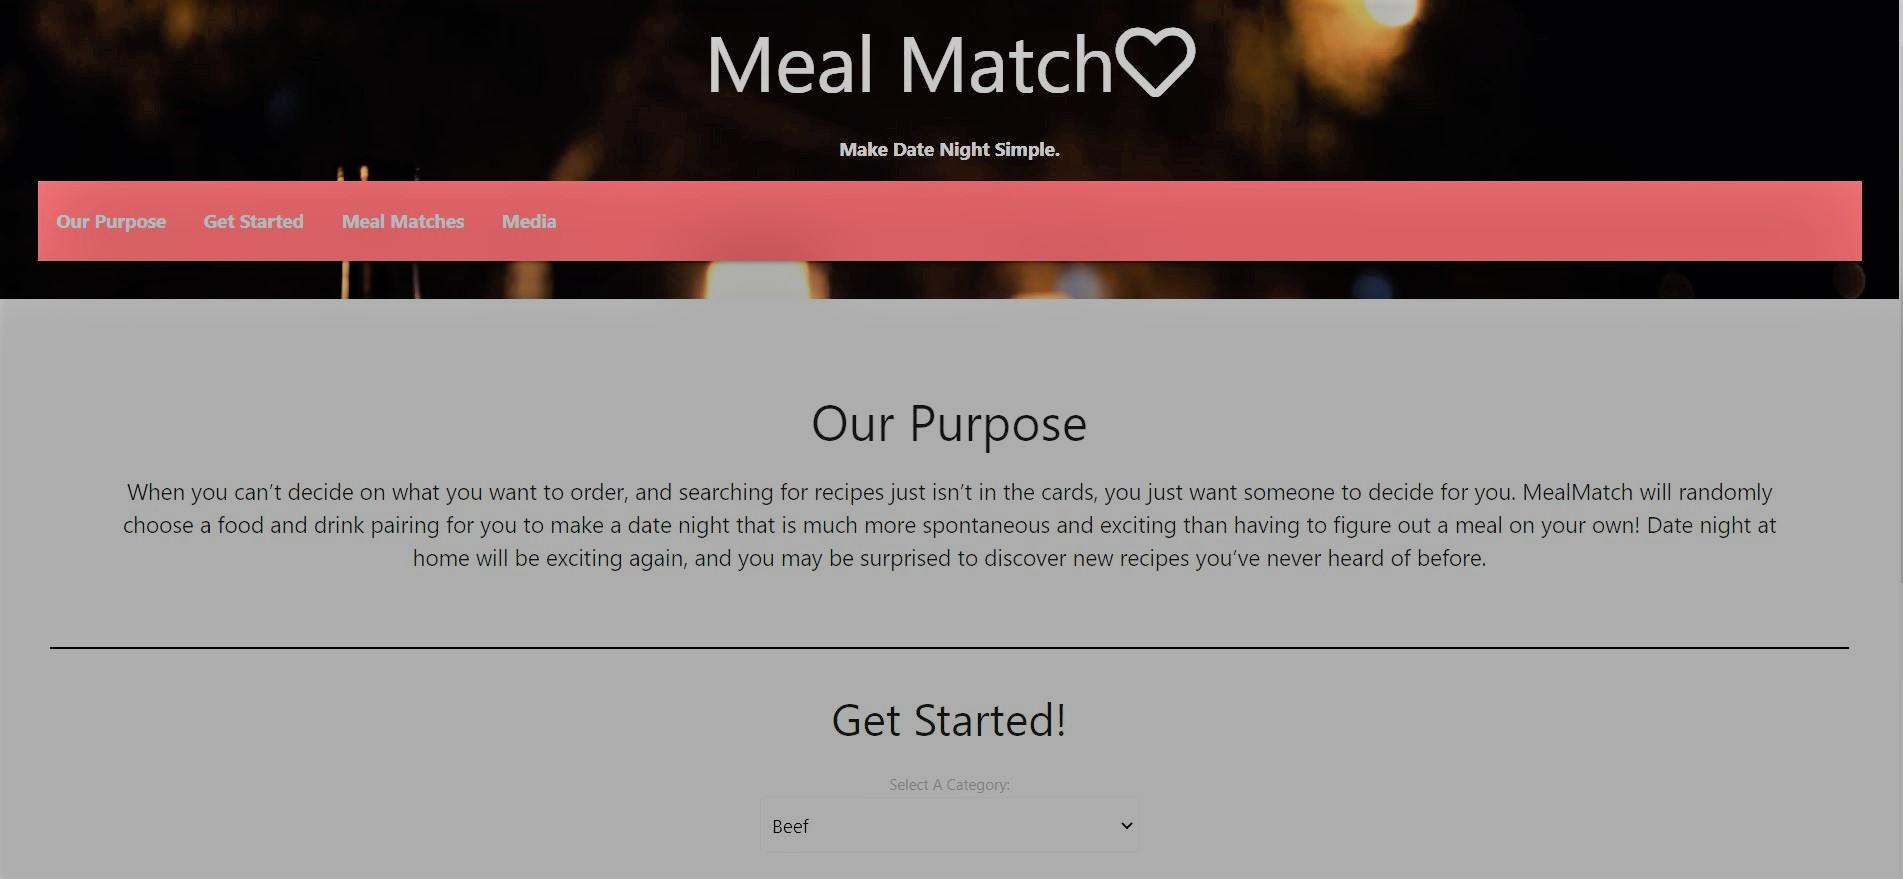 Meal Match
Make Date Night Simple.
Our Purpose Get Started Meal Matches Media
Our Purpose
When you can’t decide on what you want to order, and searching for recipes just isn’t in the cards, you just want someone to decide for you. MealMatch will randomly
choose a food and drink pairing for you to make a date night that is much more spontaneous and exciting than having to figure out a meal on your own! Date night at
home will be exciting again, and you may be surprised to discover new recipes you’ve never heard of before.
Get Started!
Select A Category:
Beef